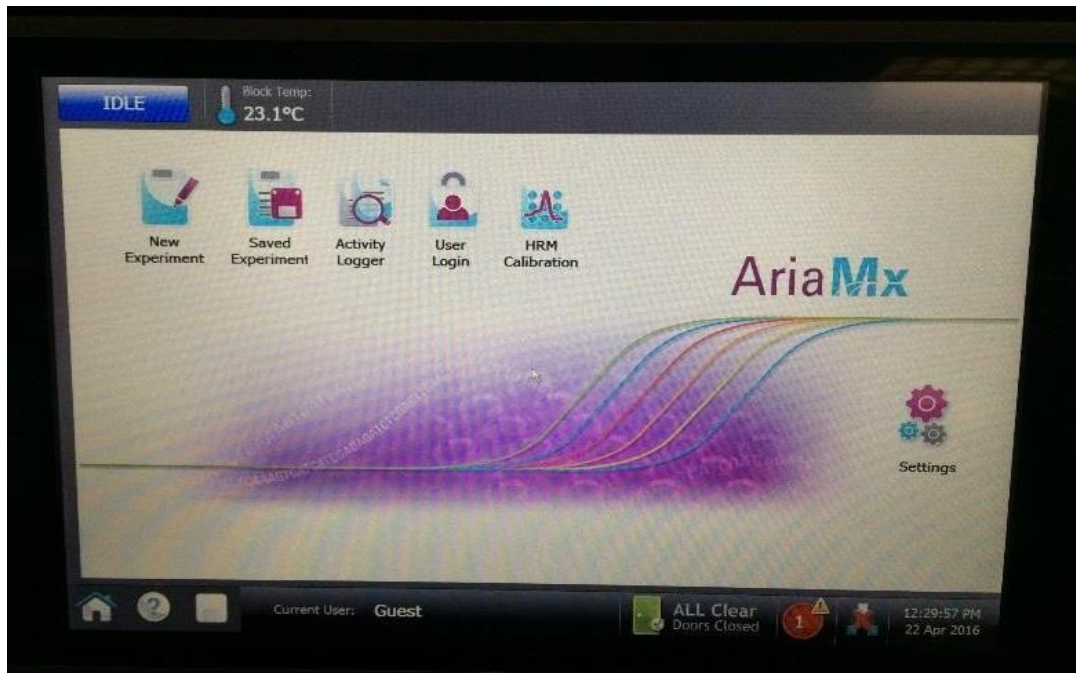 IDLE
Block Temp:
23.1°C
New
Experiment
Saved
Experiment
Activity
Logger
User
Login
HRM
Calibration
AriaMx
Settings
?
Current User: Guest
ALL Clear
Doors Closed
1
12:29:57 PM
22 Apr 2016